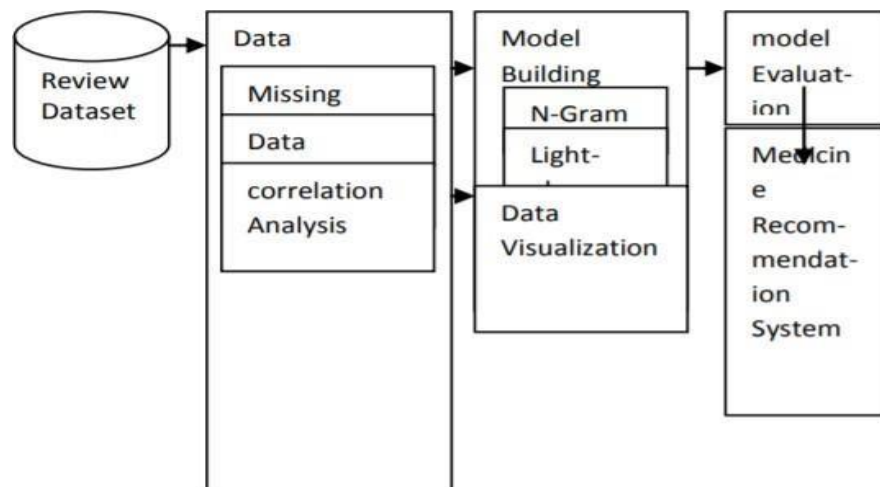 Review
Dataset
Data
Missing
Data
correlation
Analysis
Model
Building
N-Gram
Light-
Data
Visualization
model
Evaluat-
ion
Medicin
e
Recom-
mendat-
ion
System